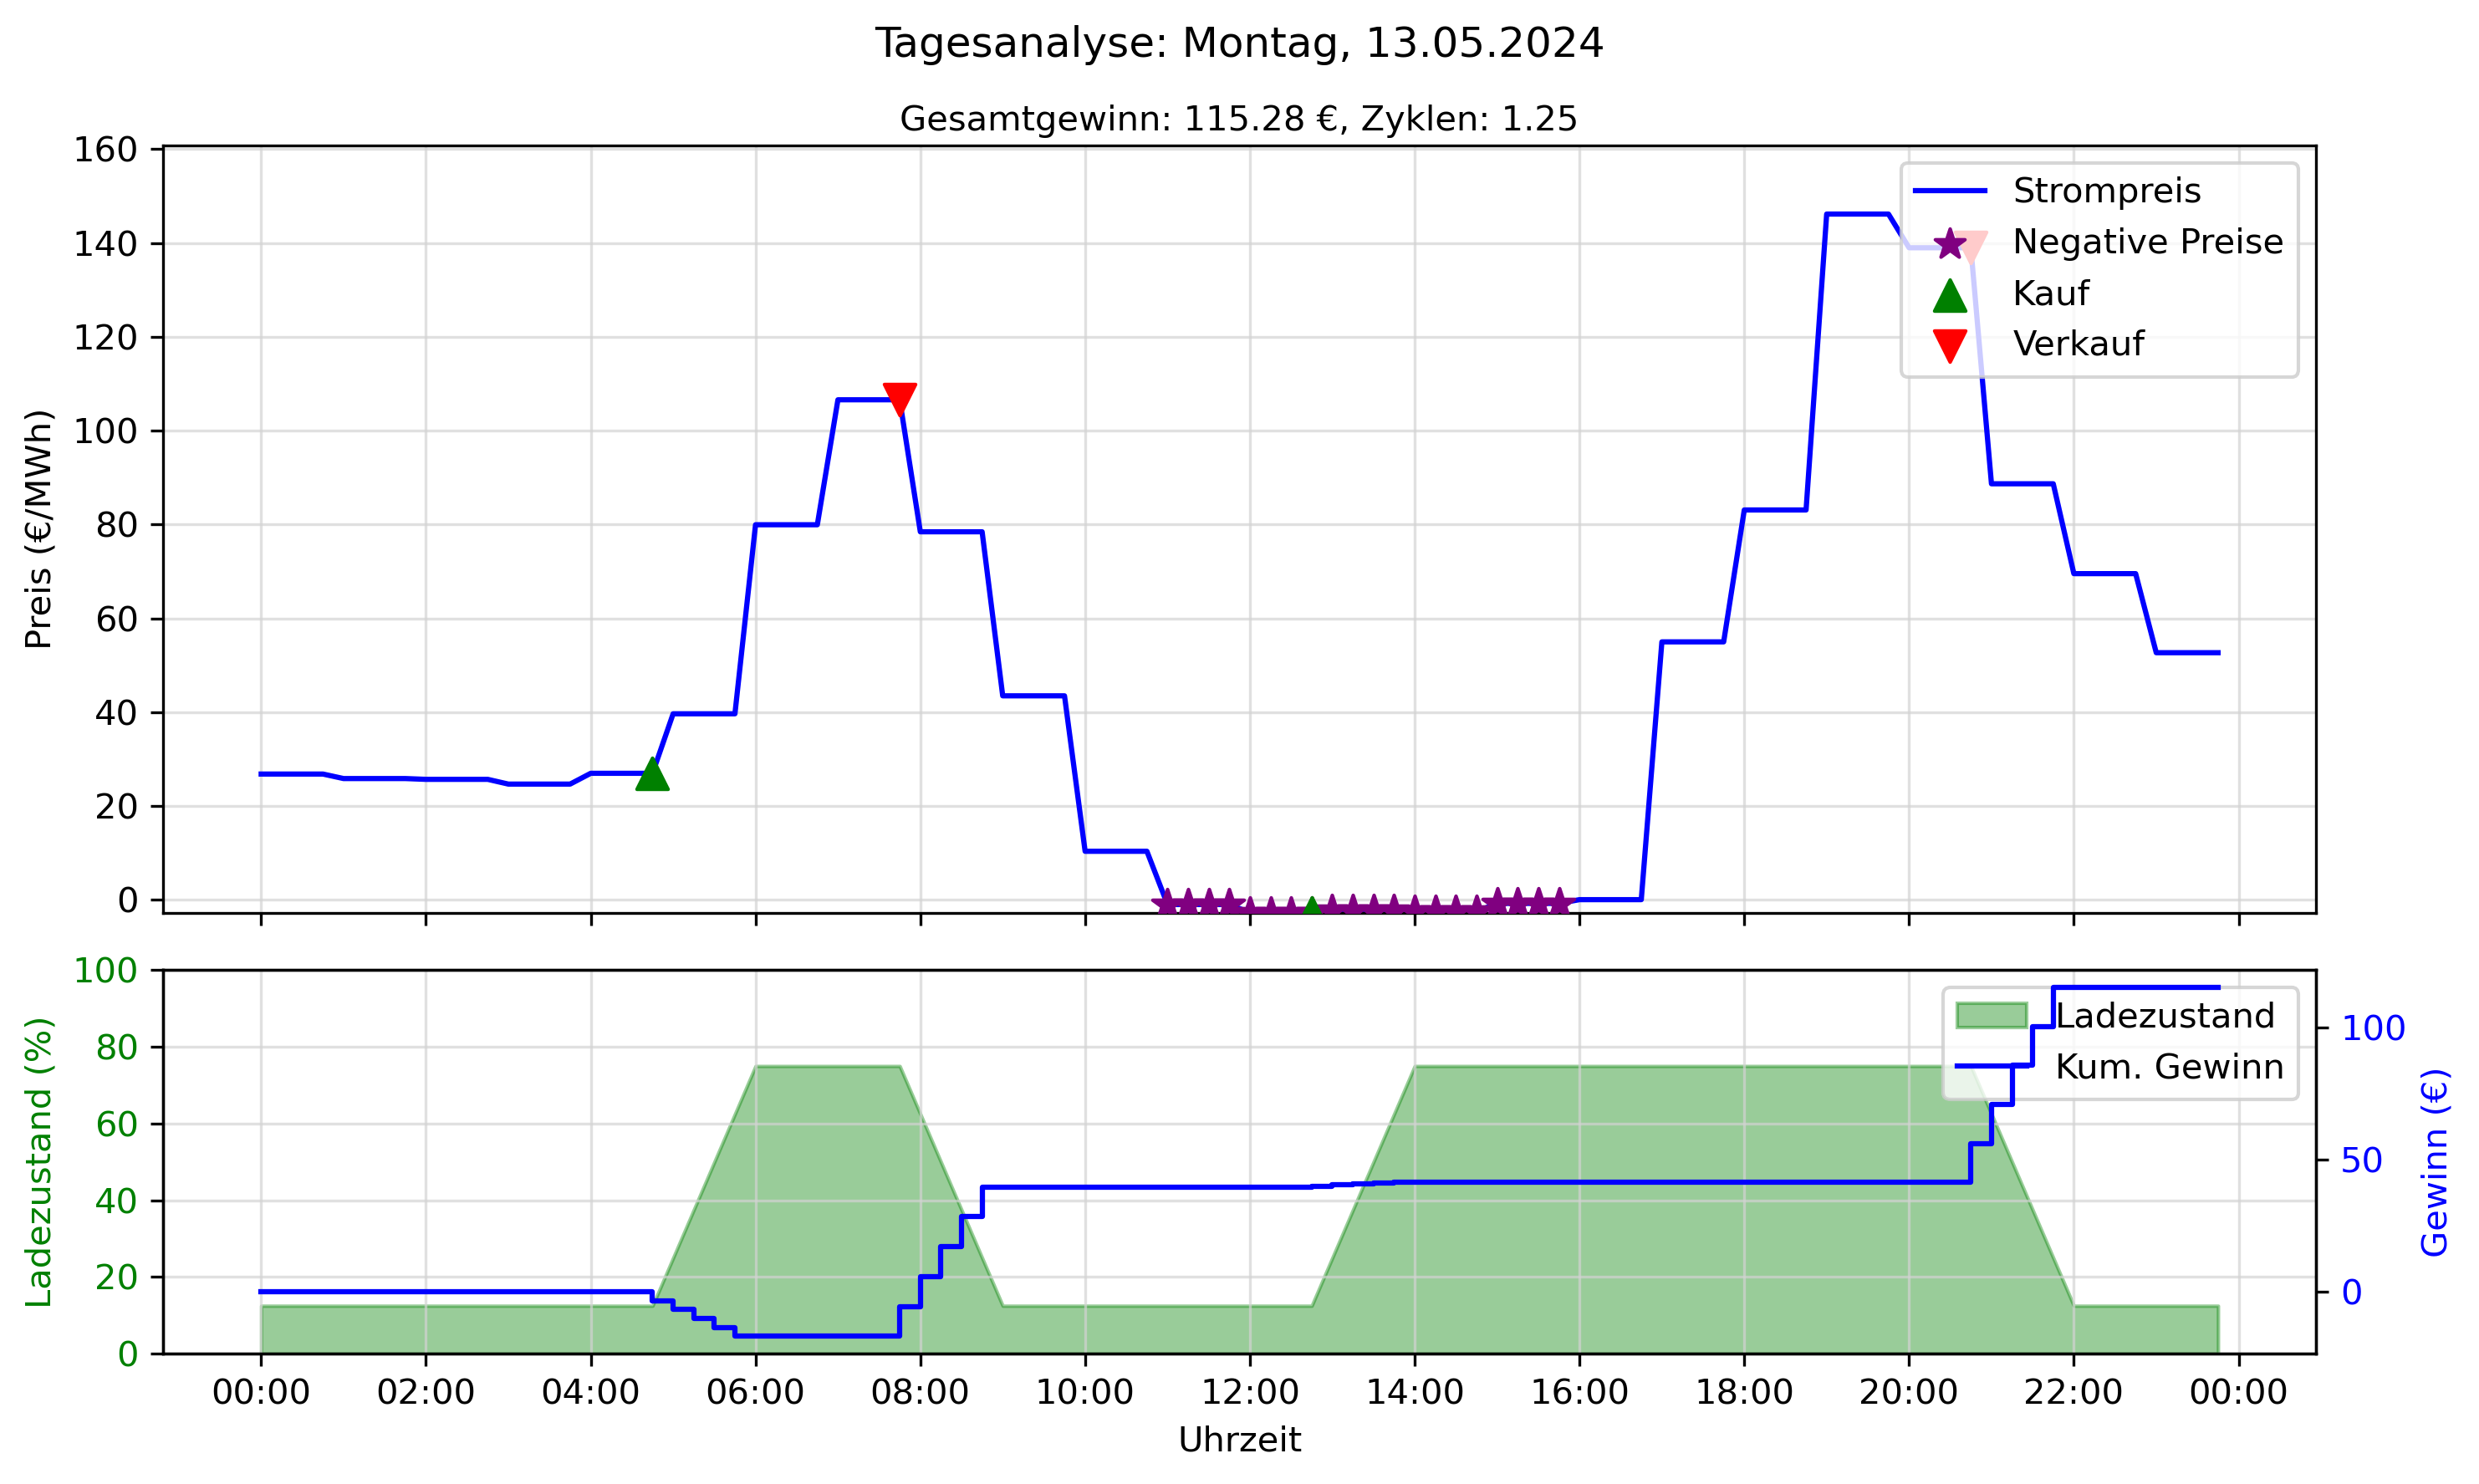 Tagesanalyse: Montag, 13.05.2024
Gesamtgewinn: 115.28 €, Zyklen: 1.25
Preis (€/MWh)
160
140
120
100
80
60
40
20
0
Strompreis
Negative Preise
Kauf
Verkauf
Ladezustand (%)
100
80
60
40
20
0
Ladezustand
Kum. Gewinn
100
50
0
Gewinn (€)
00:00 02:00 04:00 06:00 08:00 10:00 12:00 14:00 16:00 18:00 20:00 22:00 00:00
Uhrzeit